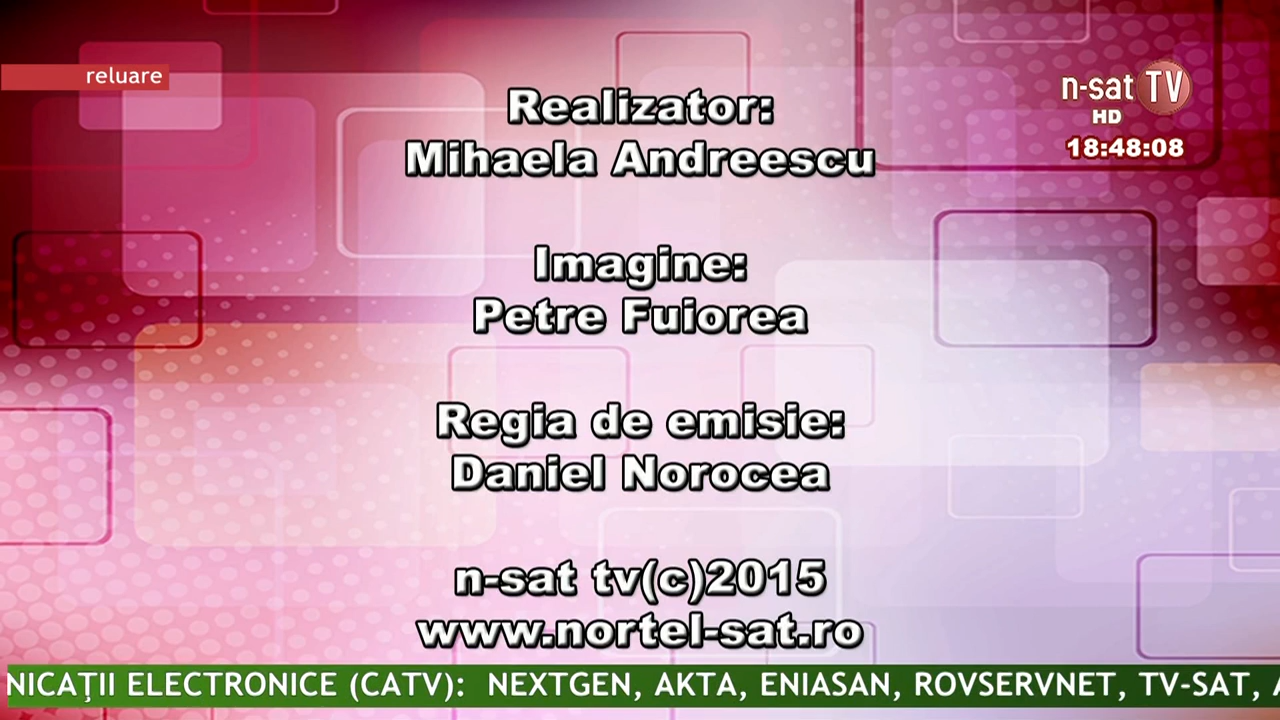 reluare
n-sat TV
HD
18:48:08
Realizator:
Mihaela Andreescu
Imagine:
Petre Fuiorea
Regia de emisie:
Daniel Norocea
n-sat tv(c)2015
www.nortel-sat.ro
NICAŢII ELECTRONICE (CATV): NEXTGEN, AKTA, ENIASAN, ROVSERVNET, TV-SAT,